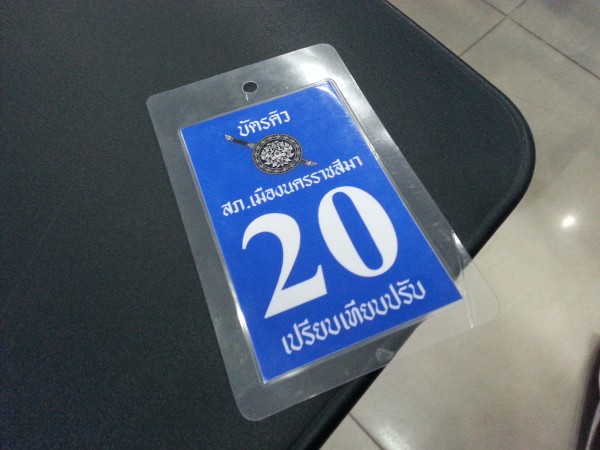 บัตรคิว
สภ.เมืองนครราชสีมา
20
เปรียบเทียบปรับ